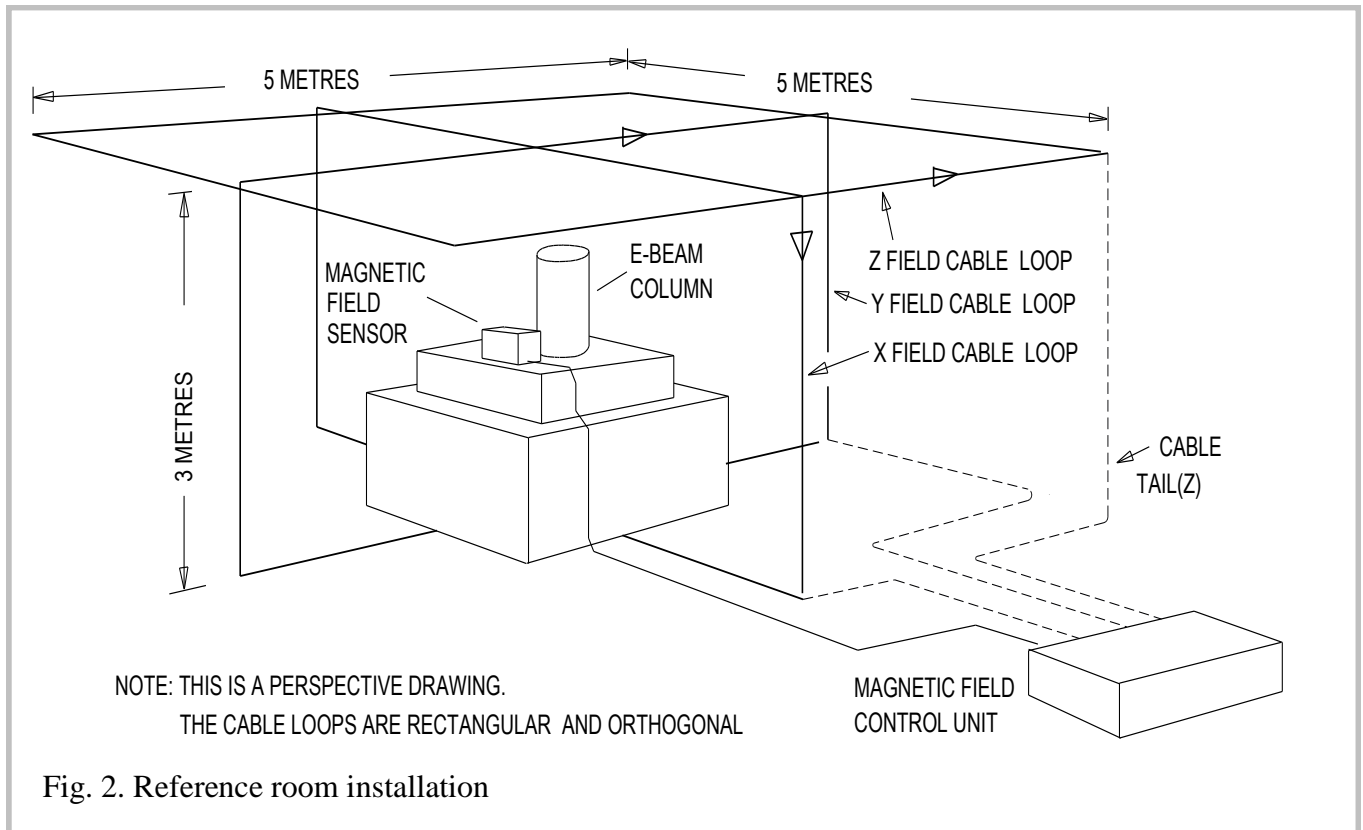 5 METRES
5 METRES
MAGNETIC
FIELD
SENSOR
E-BEAM
COLUMN
Z FIELD CABLE LOOP
Y FIELD CABLE LOOP
X FIELD CABLE LOOP
3 METRES
CABLE
TAIL(Z)
NOTE: THIS IS A PERSPECTIVE DRAWING.
THE CABLE LOOPS ARE RECTANGULAR AND ORTHOGONAL
MAGNETIC FIELD
CONTROL UNIT
Fig. 2. Reference room installation